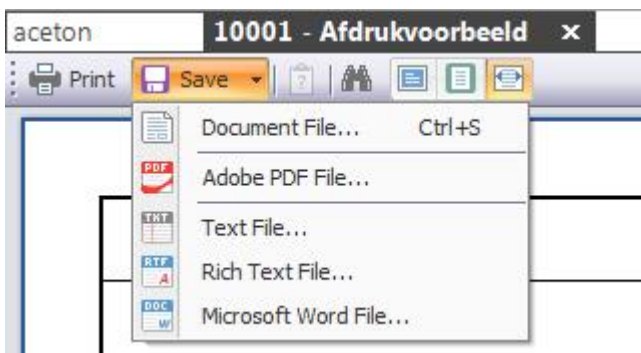 aceton 10001 - Afdrukvoorbeeld x
Print Save
Document File... Ctrl+S
PDF Adobe PDF File...
TXT Text File...
RTF A Rich Text File...
DOC W Microsoft Word File...